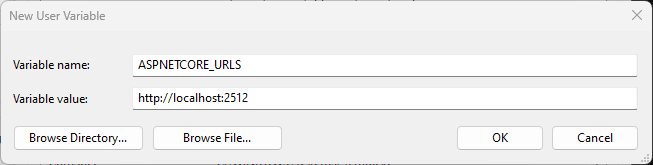 New User Variable
Variable name:
ASPNETCORE_URLS
Variable value:
http://localhost:2512
Browse Directory...
Browse File...
OK
Cancel